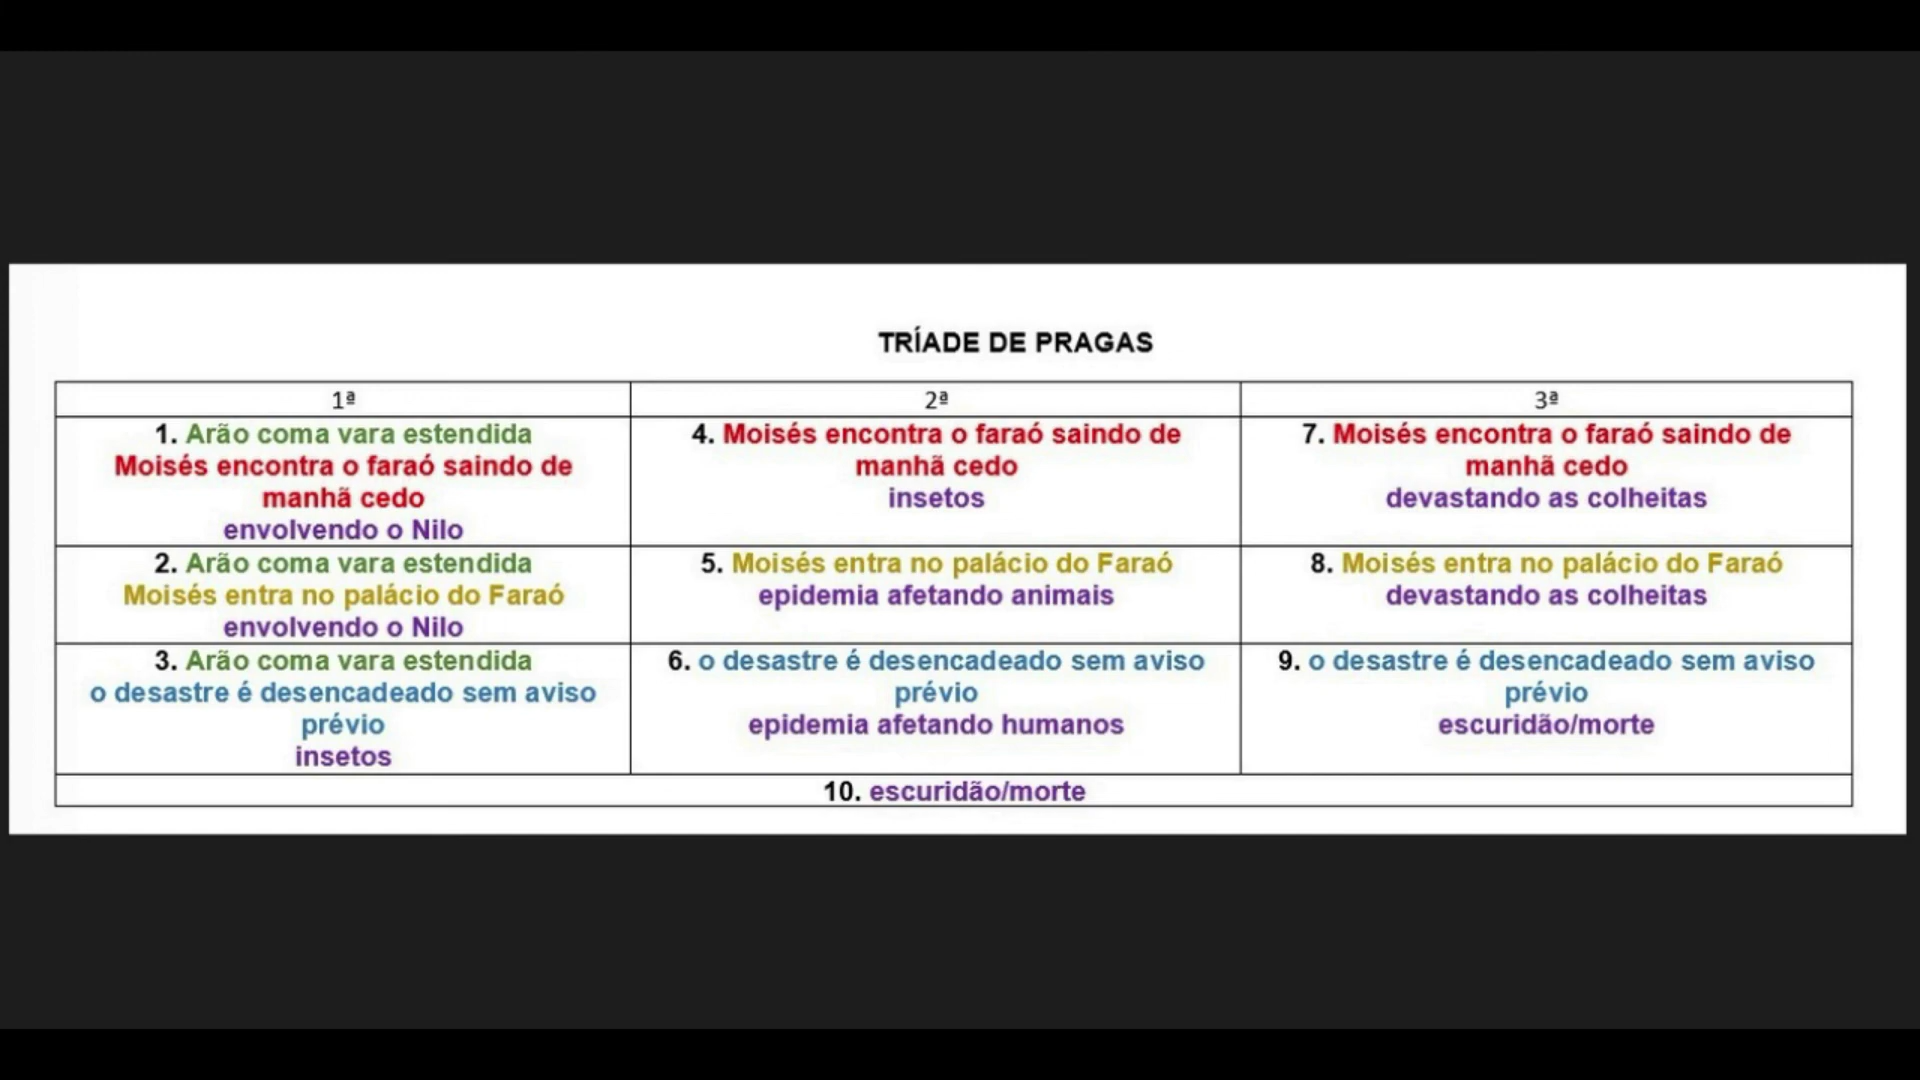 TRÍADE DE PRAGAS
1ª
2ª
3ª
1. Arão coma vara estendida
Moisés encontra o faraó saindo de
manhã cedo
envolvendo o Nilo
4. Moisés encontra o faraó saindo de
manhã cedo
insetos
7. Moisés encontra o faraó saindo de
manhã cedo
devastando as colheitas
2. Arão coma vara estendida
Moisés entra no palácio do Faraó
envolvendo o Nilo
5. Moisés entra no palácio do Faraó
epidemia afetando animais
8. Moisés entra no palácio do Faraó
devastando as colheitas
3. Arão coma vara estendida
o desastre é desencadeado sem aviso
prévio
insetos
6. o desastre é desencadeado sem aviso
prévio
epidemia afetando humanos
9. o desastre é desencadeado sem aviso
prévio
escuridão/morte
10. escuridão/morte